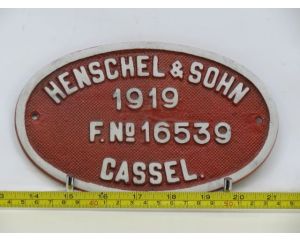 HENSCHEL & SOHN
1919
F. No 16539
CASSEL.